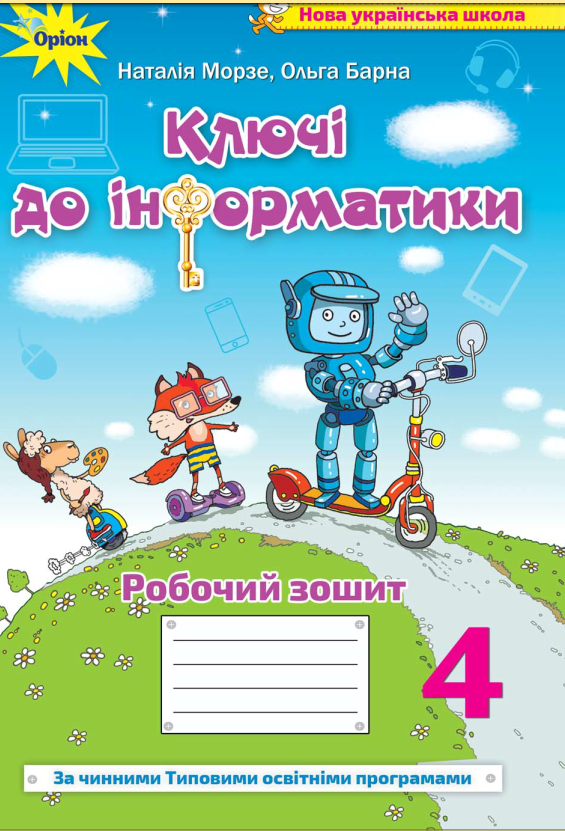 Нова українська школа
Оріон
Наталія Морзе, Ольга Барна
Ключі
до інформатики
Робочий зошит
4
За чинними Типовими освітніми програмами